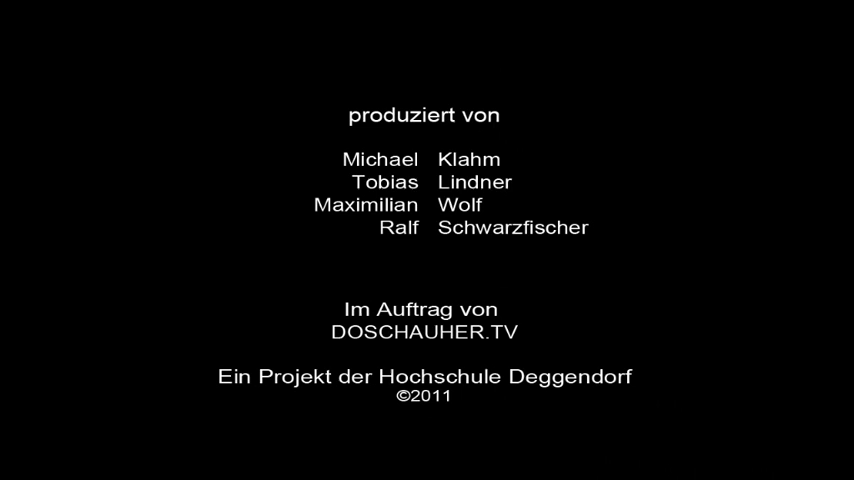 produziert von
Michael Klahm
Tobias Lindner
Maximilian Wolf
Ralf Schwarzfischer
Im Auftrag von
DOSCHAUHER.TV
Ein Projekt der Hochschule Deggendorf
©2011